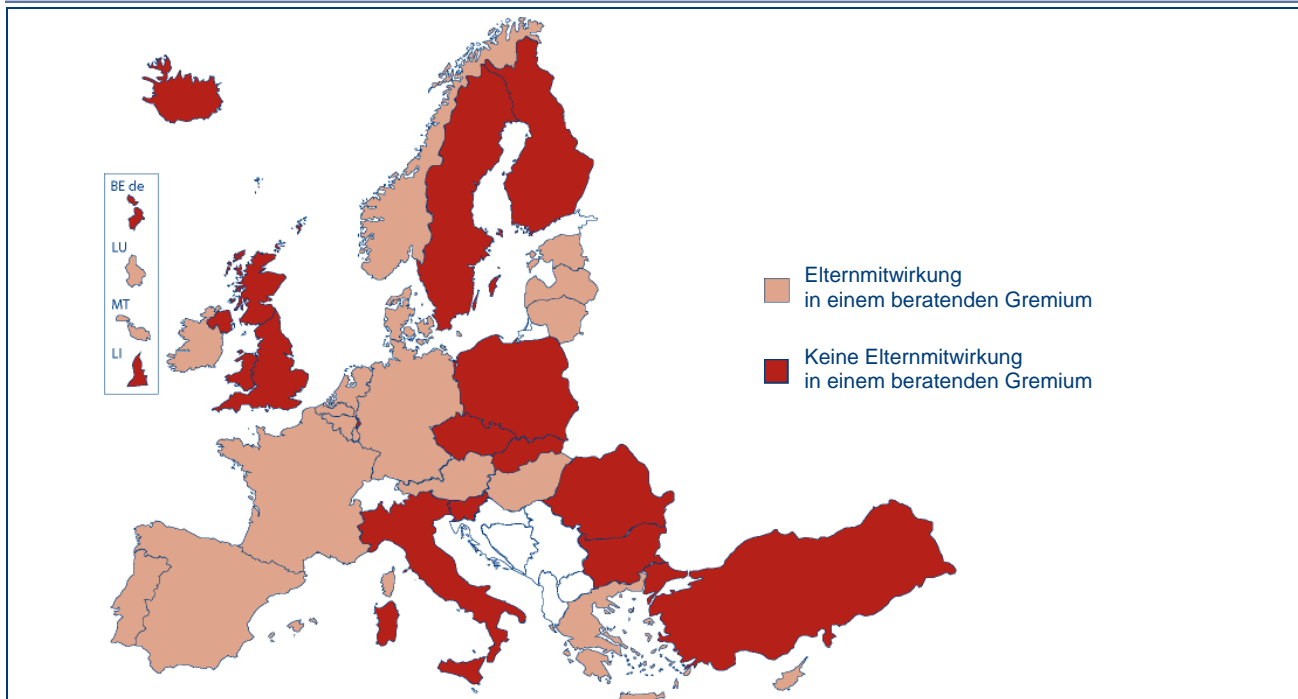 BE de
LU
MT
LI
Elternmitwirkung
in einem beratenden Gremium
Keine Elternmitwirkung
in einem beratenden Gremium